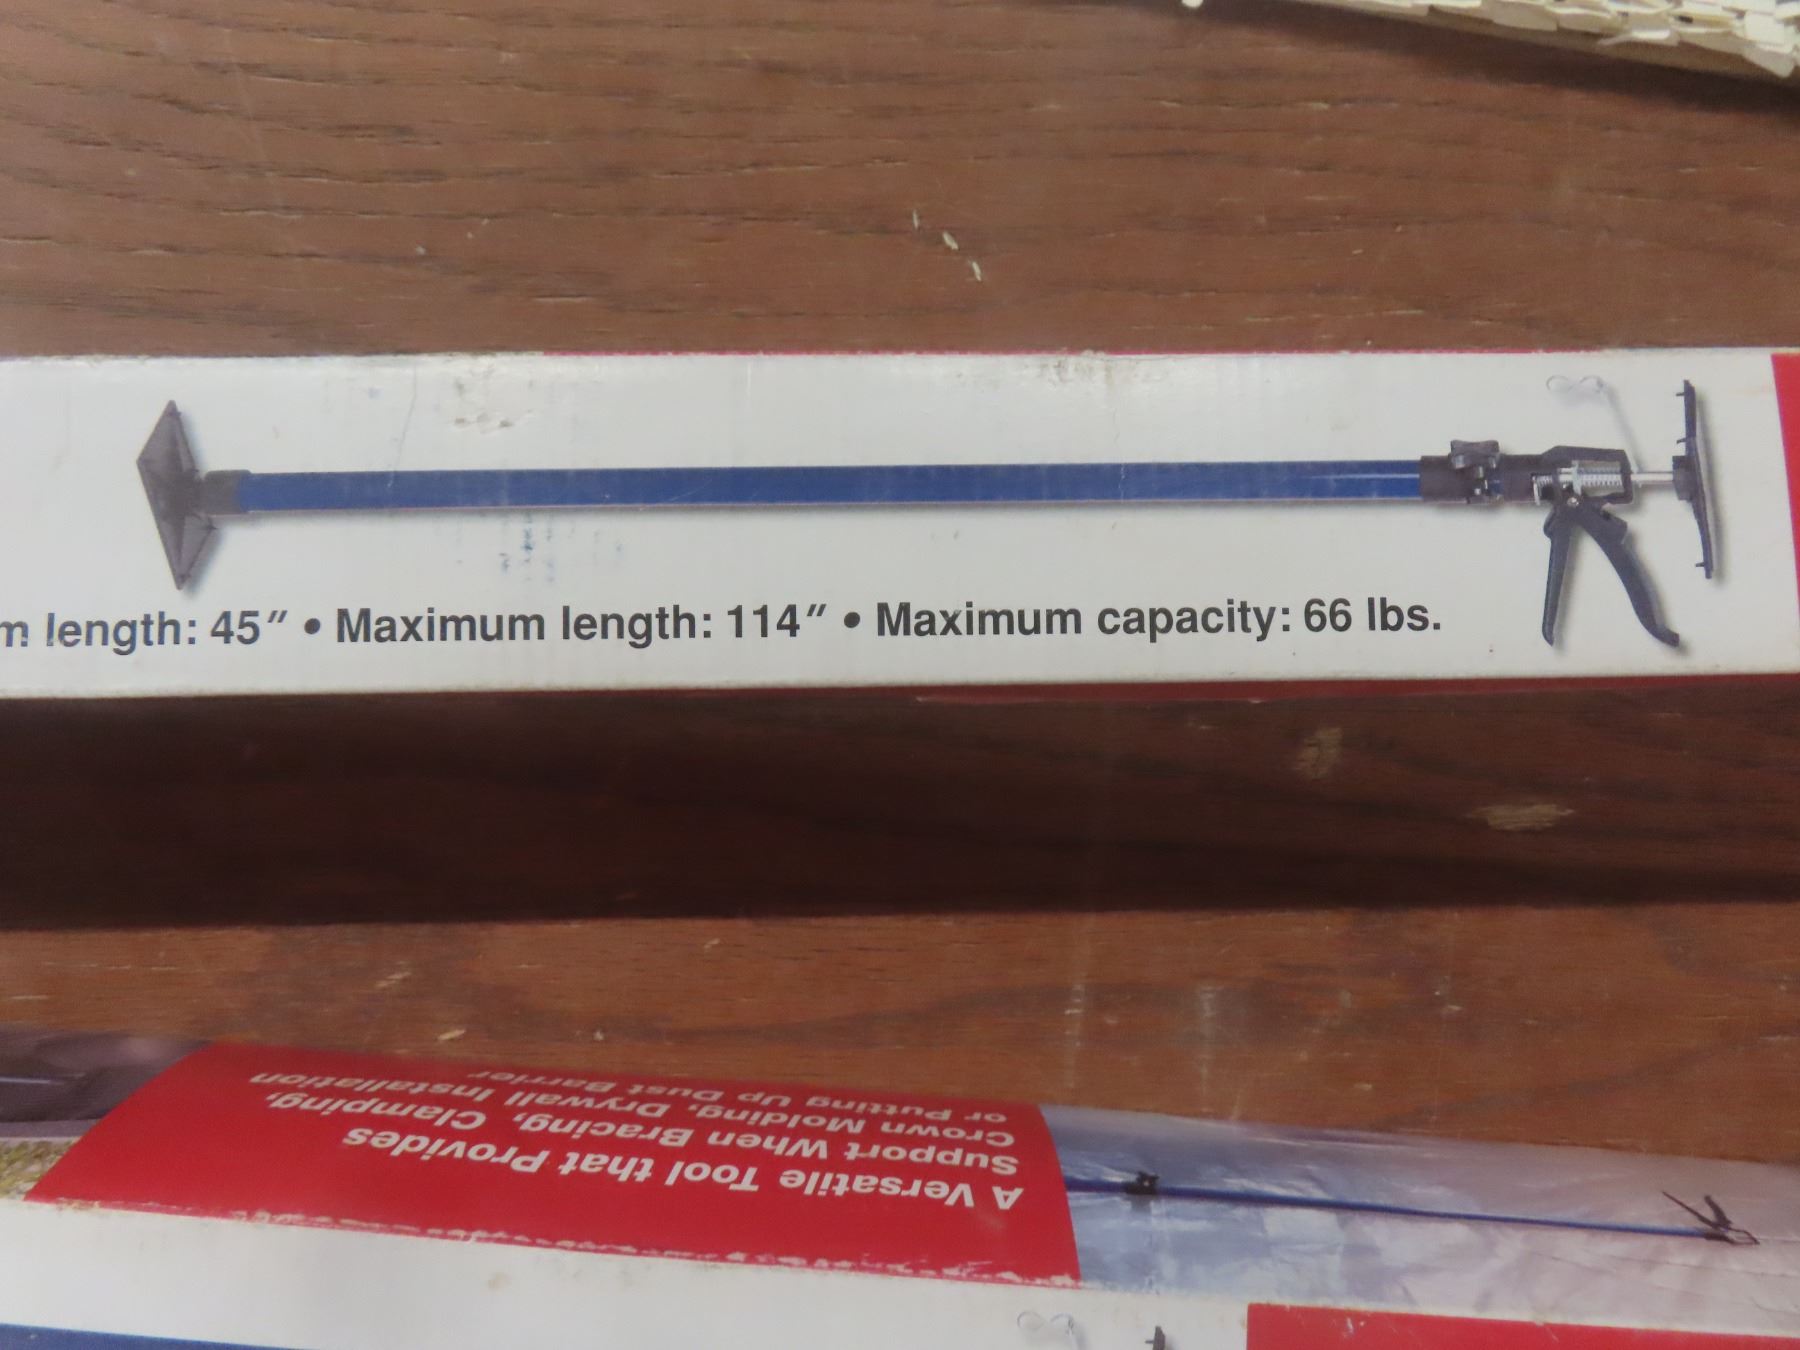 m length: 45" • Maximum length: 114" • Maximum capacity: 66 lbs.
A Versatile Tool that Provides
Support When Bracing, Clamping,
Crown Molding, Drywall Installation
or Putting Up Dust Barrier